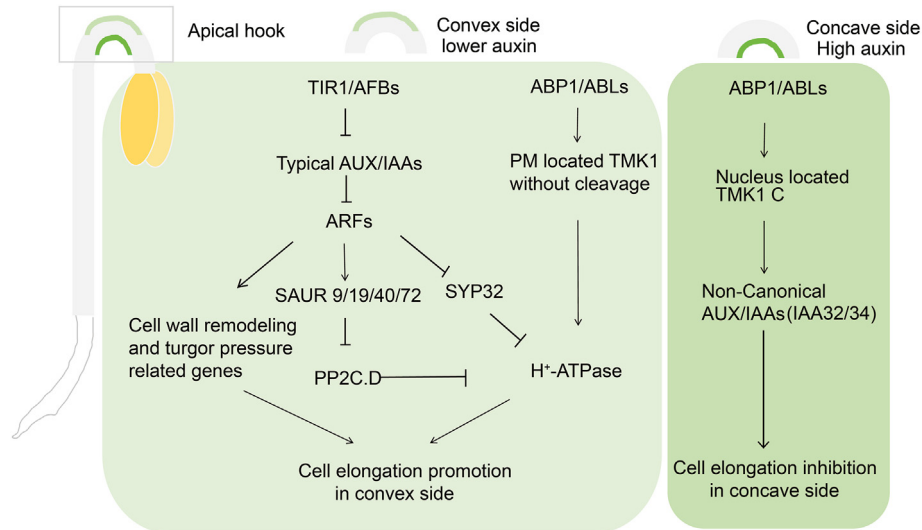 Apical hook
Convex side
lower auxin
Concave side
High auxin
TIR1/AFBs
Typical AUX/IAAs
ARFs
SAUR 9/19/40/72
SYP32
Cell wall remodeling
and turgor pressure
related genes
PP2C.D
ABP1/ABLs
PM located TMK1
without cleavage
H⁺-ATPase
Cell elongation promotion
in convex side
ABP1/ABLs
Nucleus located
TMK1 C
Non-Canonical
AUX/IAAs(IAA32/34)
Cell elongation inhibition
in concave side